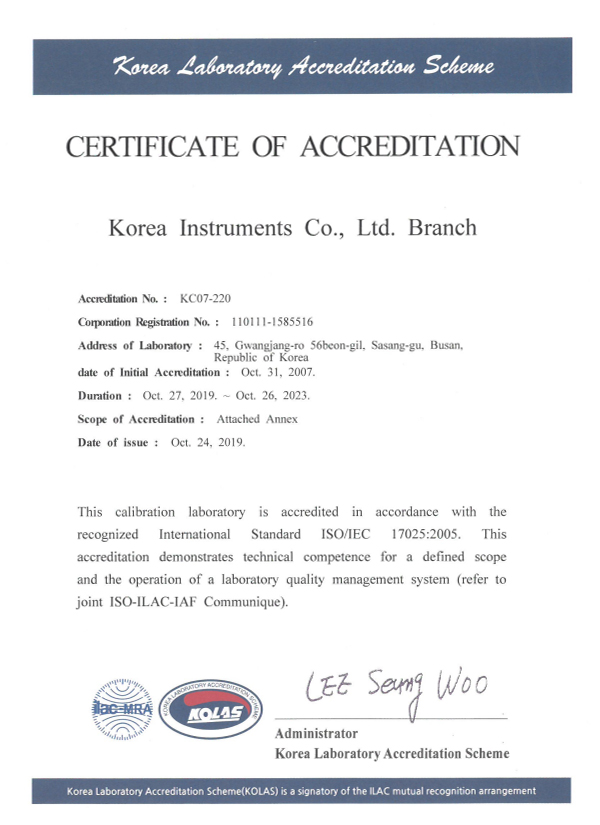 Korea Laboratory Accreditation Scheme
CERTIFICATE OF ACCREDITATION
Korea Instruments Co., Ltd. Branch
Accreditation No. : KC07-220
Corporation Registration No. : 110111-1585516
Address of Laboratory : 45, Gwangjang-ro 56beon-gil, Sasang-gu, Busan,
Republic of Korea
date of Initial Accreditation : Oct. 31, 2007.
Duration : Oct. 27, 2019. ~ Oct. 26, 2023.
Scope of Accreditation : Attached Annex
Date of issue : Oct. 24, 2019.
This calibration laboratory is accredited in accordance with the
recognized International Standard ISO/IEC 17025:2005. This
accreditation demonstrates technical competence for a defined scope
and the operation of a laboratory quality management system (refer to
joint ISO-ILAC-IAF Communique).
ilac-MRA
KOREA LABORATORY ACCREDITATION SCHEME
KOLAS
LEE Seung Woo
Administrator
Korea Laboratory Accreditation Scheme
Korea Laboratory Accreditation Scheme(KOLAS) is a signatory of the ILAC mutual recognition arrangement